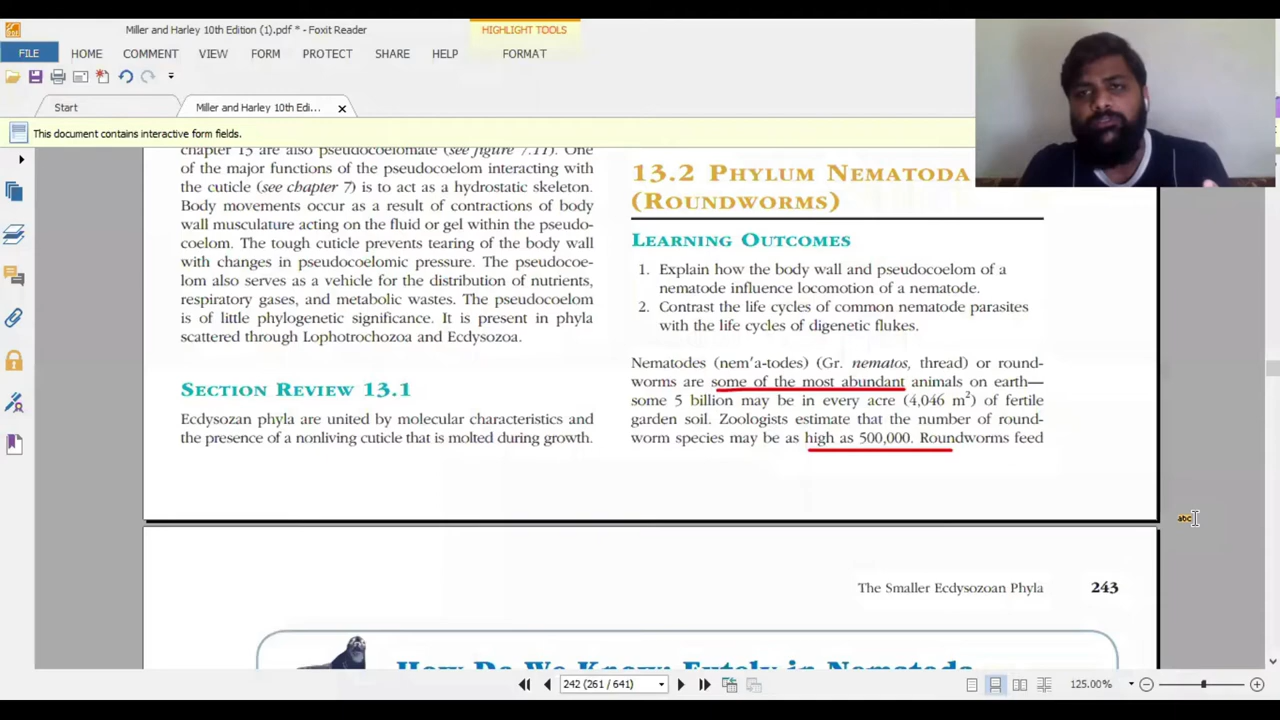 Miller and Harley 10th Edition (1).pdf * - Foxit Reader
HIGHLIGHT TOOLS
FILE HOME COMMENT VIEW FORM PROTECT SHARE HELP FORMAT
Start
Miller and Harley 10th Edi...
This document contains interactive form fields.
chapter 13 are also pseudocoelomate (see figure 7.11). One
of the major functions of the pseudocoelom interacting with
the cuticle (see chapter 7) is to act as a hydrostatic skeleton.
Body movements occur as a result of contractions of body
wall musculature acting on the fluid or gel within the pseudo-
coelom. The tough cuticle prevents tearing of the body wall
with changes in pseudocoelomic pressure. The pseudocoe-
lom also serves as a vehicle for the distribution of nutrients,
respiratory gases, and metabolic wastes. The pseudocoelom
is of little phylogenetic significance. It is present in phyla
scattered through Lophotrochozoa and Ecdysozoa.
SECTION REVIEW 13.1
Ecdysozan phyla are united by molecular characteristics and
the presence of a nonliving cuticle that is molted during growth.
13.2 PHYLUM NEMATODA
(ROUNDWORMS)
LEARNING OUTCOMES
1. Explain how the body wall and pseudocoelom of a
nematode influence locomotion of a nematode.
2. Contrast the life cycles of common nematode parasites
with the life cycles of digenetic flukes.
Nematodes (nem'a-todes) (Gr. nematos, thread) or round-
worms are some of the most abundant animals on earth—
some 5 billion may be in every acre (4,046 m²) of fertile
garden soil. Zoologists estimate that the number of round-
worm species may be as high as 500,000. Roundworms feed
abc
The Smaller Ecdysozoan Phyla 243
How Do We Know: Eutely in Nematoda
242 (261 / 641)
125.00%